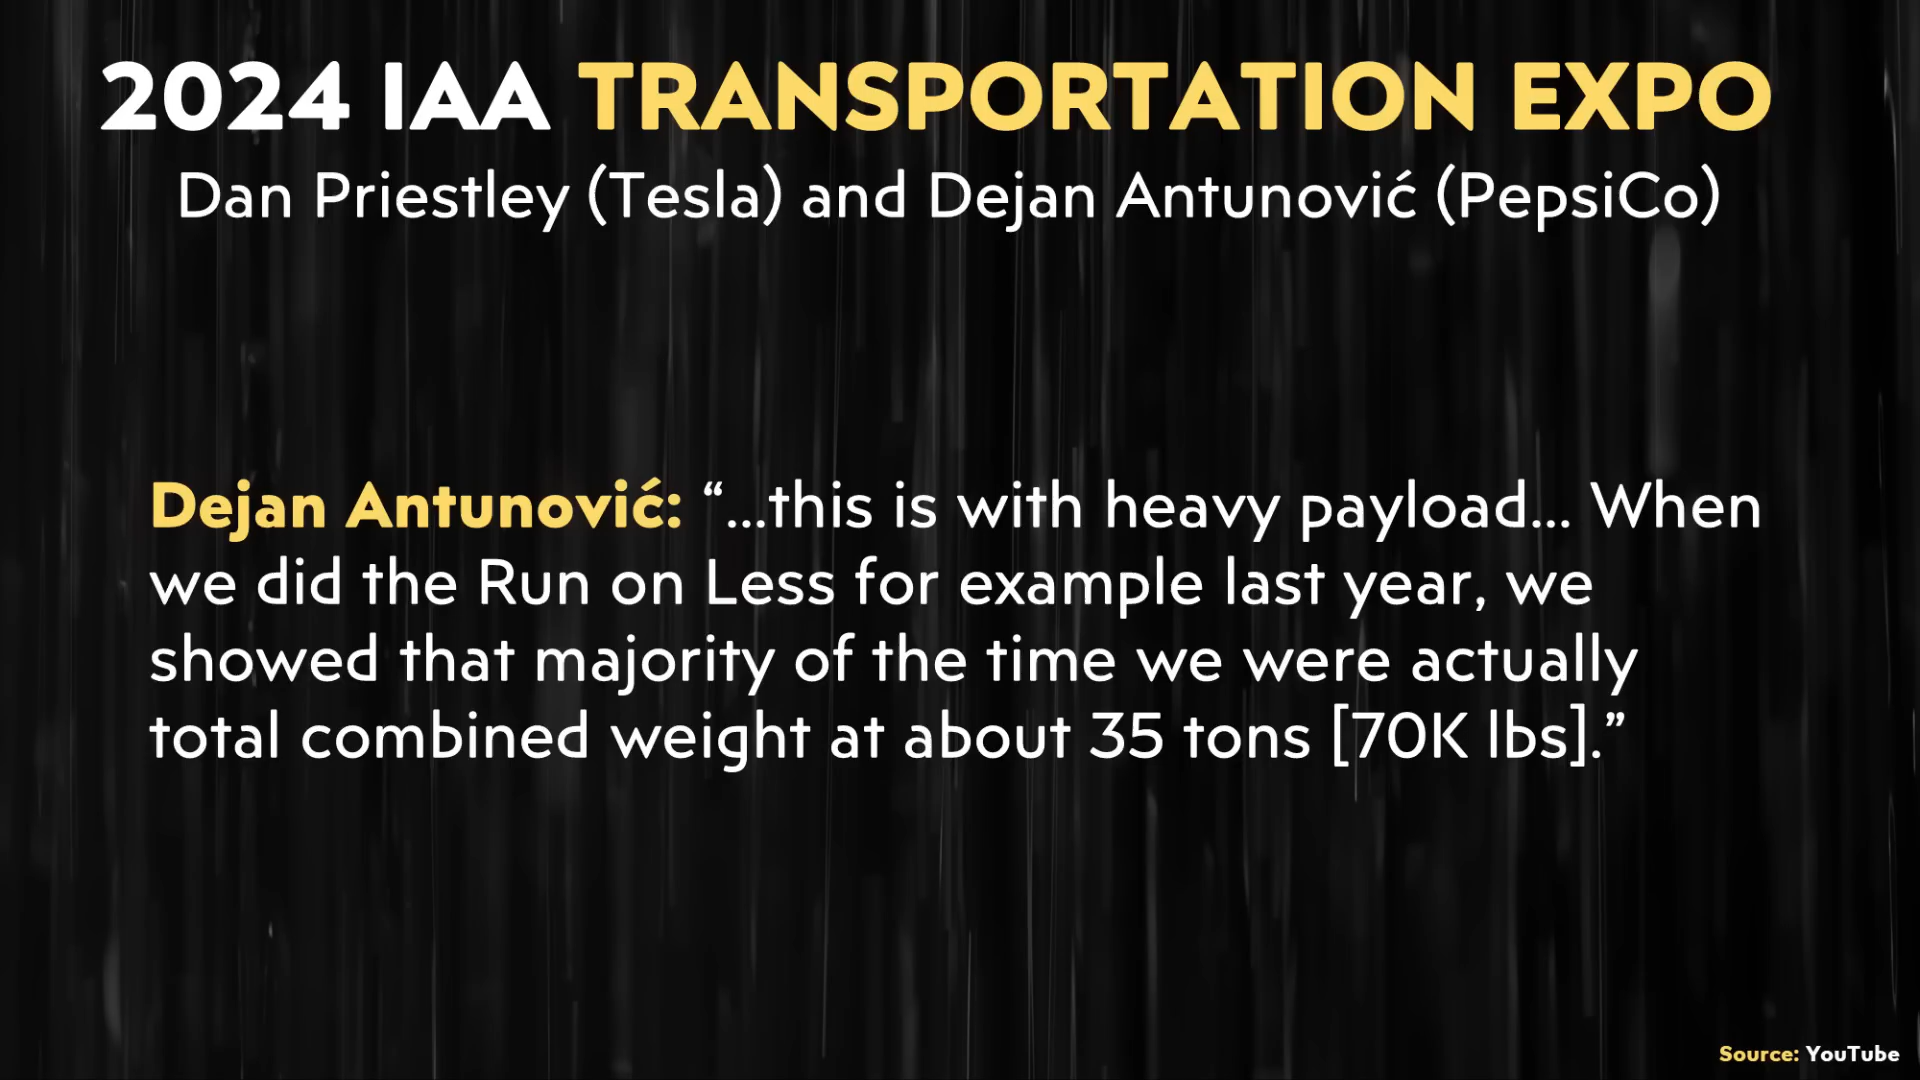 2024 IAA TRANSPORTATION EXPO
Dan Priestley (Tesla) and Dejan Antunović (PepsiCo)
Dejan Antunović: “...this is with heavy payload... When
we did the Run on Less for example last year, we
showed that majority of the time we were actually
total combined weight at about 35 tons [70K lbs].”
Source: YouTube